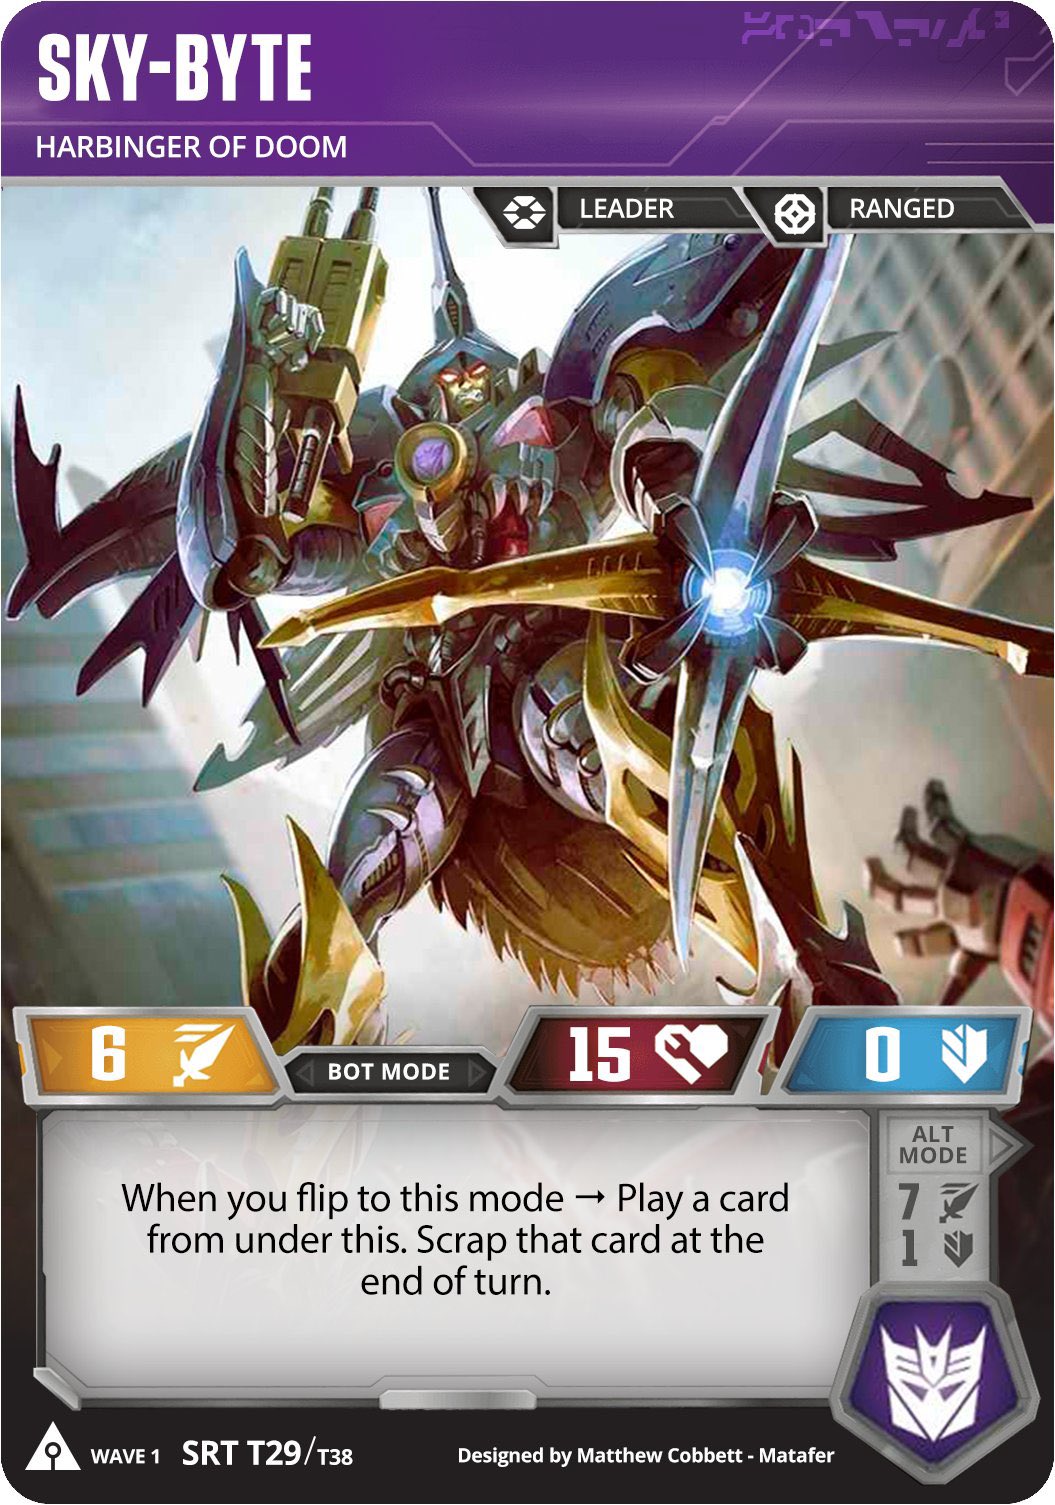 SKY-BYTE
HARBINGER OF DOOM
LEADER
RANGED
6
BOT MODE
15
0
When you flip to this mode → Play a card
from under this. Scrap that card at the
end of turn.
ALT
MODE
7
1
WAVE 1 SRT T29/T38
Designed by Matthew Cobbett - Matafer